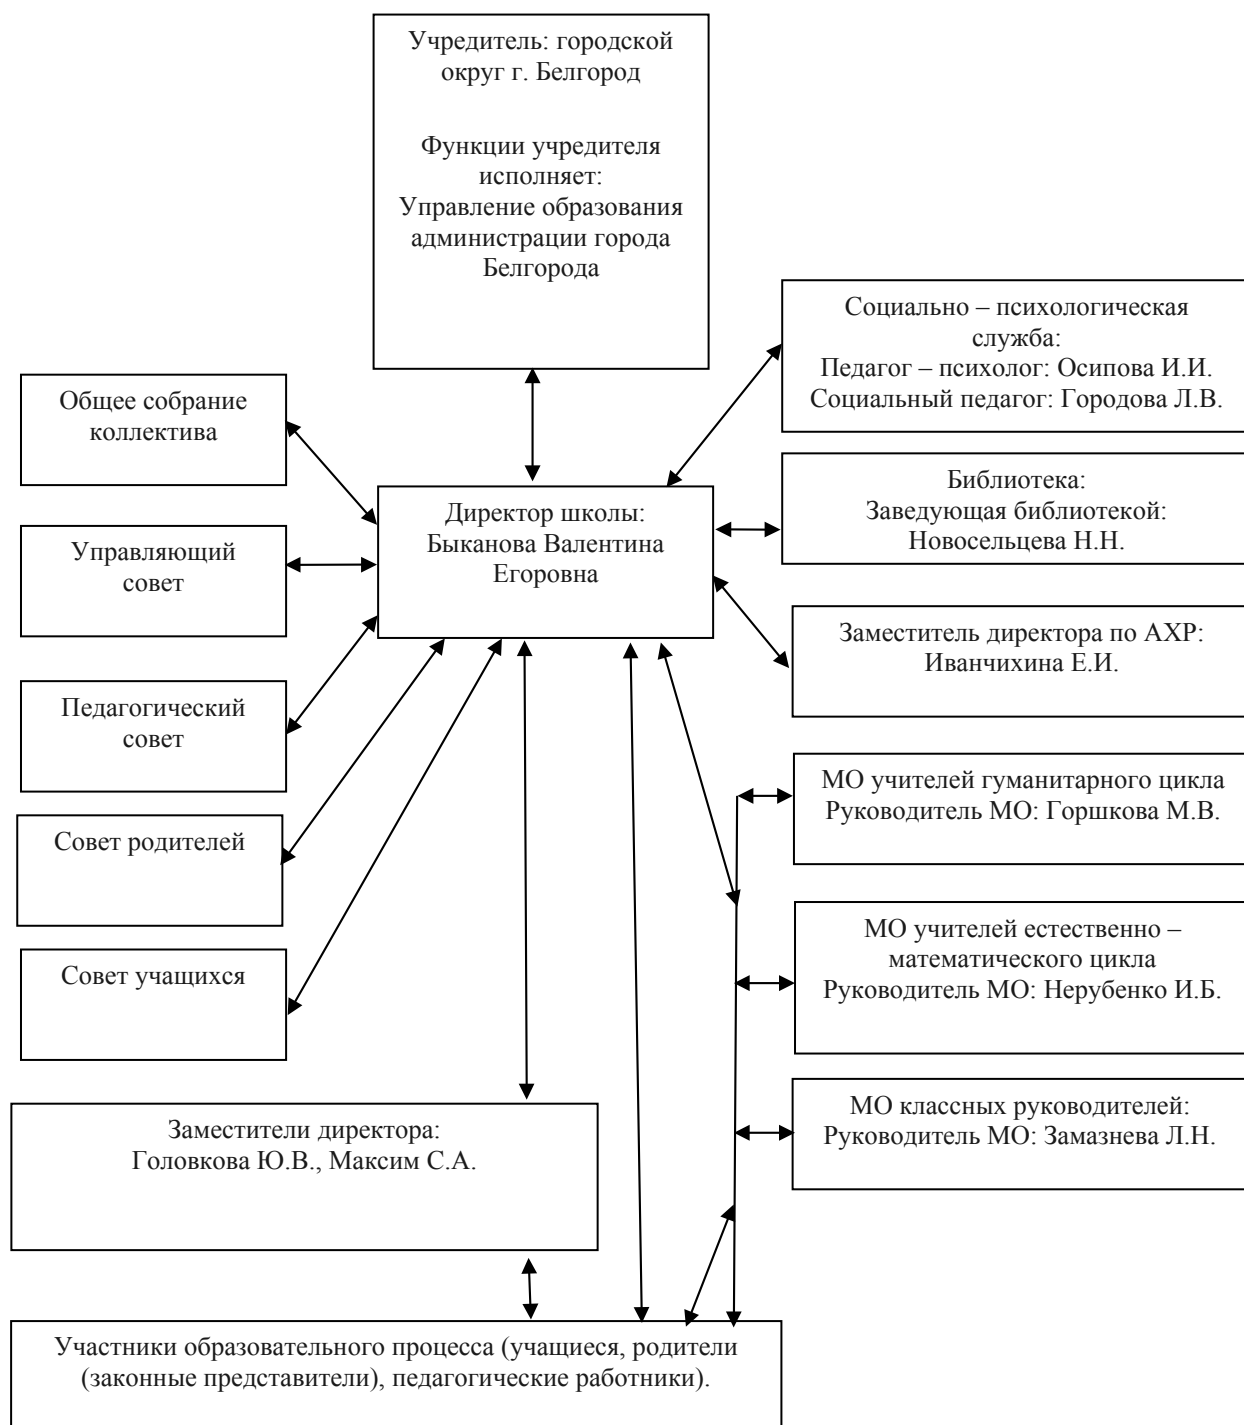 Учредитель: городской
округ г. Белгород
Функции учредителя
исполняет:
Управление образования
администрации города
Белгорода
Социально – психологическая
служба:
Педагог – психолог: Осипова И.И.
Социальный педагог: Городова Л.В.
Общее собрание
коллектива
Библиотека:
Заведующая библиотекой:
Новосельцева Н.Н.
Директор школы:
Быканова Валентина
Егоровна
Управляющий
совет
Заместитель директора по АХР:
Иванчихина Е.И.
Педагогический
совет
МО учителей гуманитарного цикла
Руководитель МО: Горшкова М.В.
Совет родителей
МО учителей естественно –
математического цикла
Руководитель МО: Нерубенко И.Б.
Совет учащихся
МО классных руководителей:
Руководитель МО: Замазнева Л.Н.
Заместители директора:
Головкова Ю.В., Максим С.А.
Участники образовательного процесса (учащиеся, родители
(законные представители), педагогические работники).